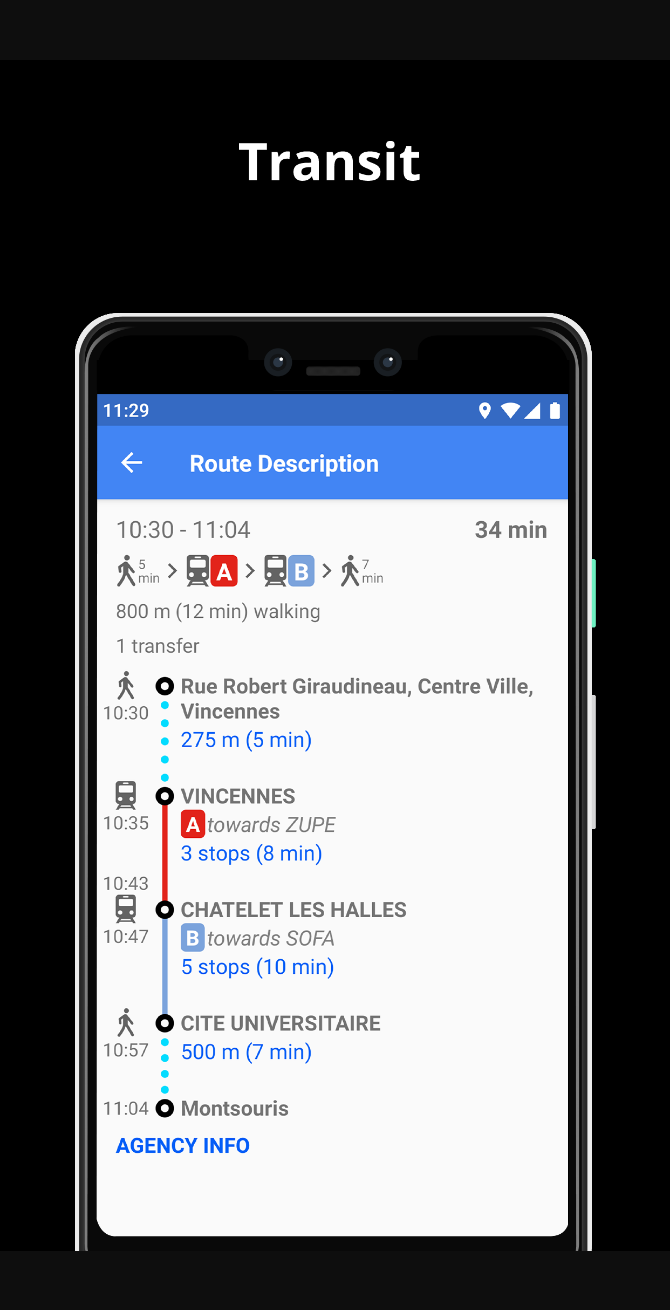 Transit
11:29
Route Description
10:30 - 11:04 34 min
5 min > A > B > 7 min
800 m (12 min) walking
1 transfer
Rue Robert Giraudineau, Centre Ville,
10:30 Vincennes
275 m (5 min)
VINCENNES
10:35 A towards ZUPE
3 stops (8 min)
10:43
CHATELET LES HALLES
10:47 B towards SOFA
5 stops (10 min)
CITE UNIVERSITAIRE
10:57 500 m (7 min)
11:04 Montsouris
AGENCY INFO